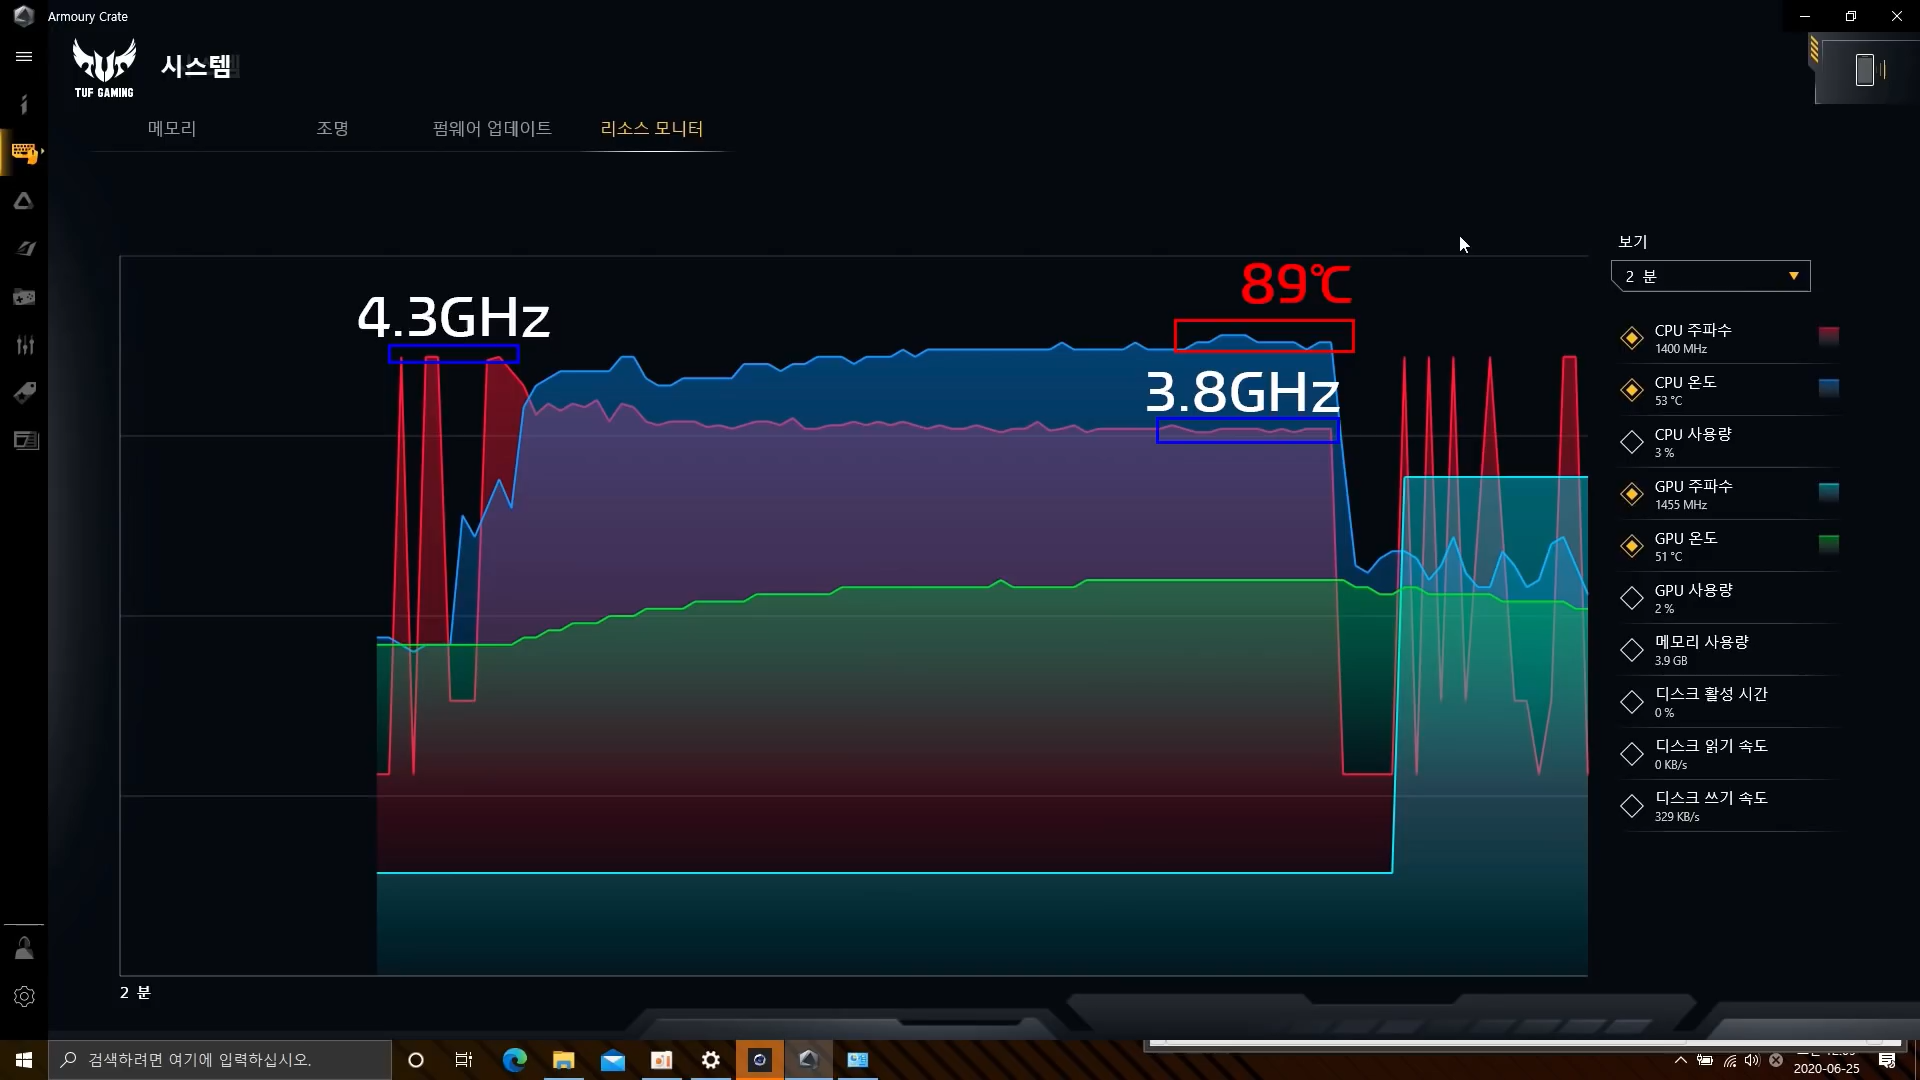 Armoury Crate
TUF GAMING
시스템
메모리
조명
펌웨어 업데이트
리소스 모니터
보기
2 분
89℃
4.3GHz
3.8GHz
CPU 주파수
1400 MHz
CPU 온도
53 °C
CPU 사용량
3 %
GPU 주파수
1455 MHz
GPU 온도
51 °C
GPU 사용량
2 %
메모리 사용량
3.9 GB
디스크 활성 시간
0 %
디스크 읽기 속도
0 KB/s
디스크 쓰기 속도
329 KB/s
2 분
검색하려면 여기에 입력하십시오.
2020-06-25